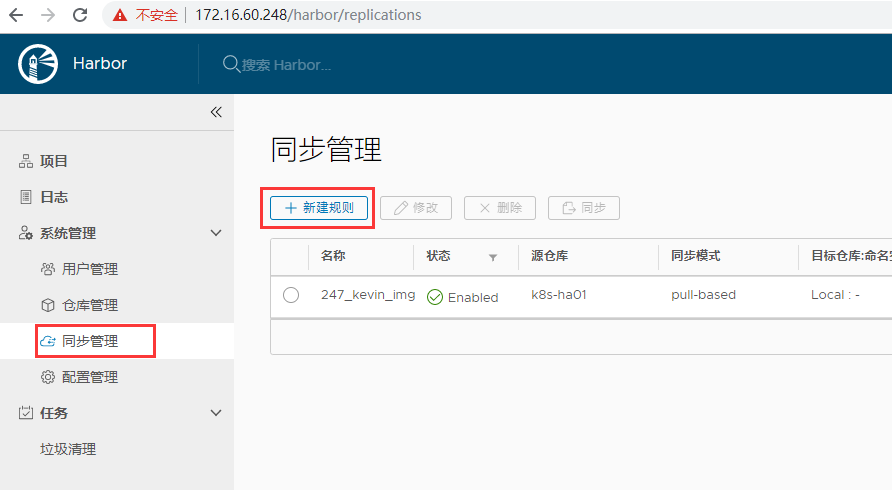 不安全 172.16.60.248/harbor/replications
Harbor
搜索 Harbor...
项目
日志
系统管理
用户管理
仓库管理
同步管理
配置管理
任务
垃圾清理
同步管理
新建规则 修改 删除 同步
名称 状态 源仓库 同步模式 目标仓库:命名
247_kevin_img Enabled k8s-ha01 pull-based Local : -